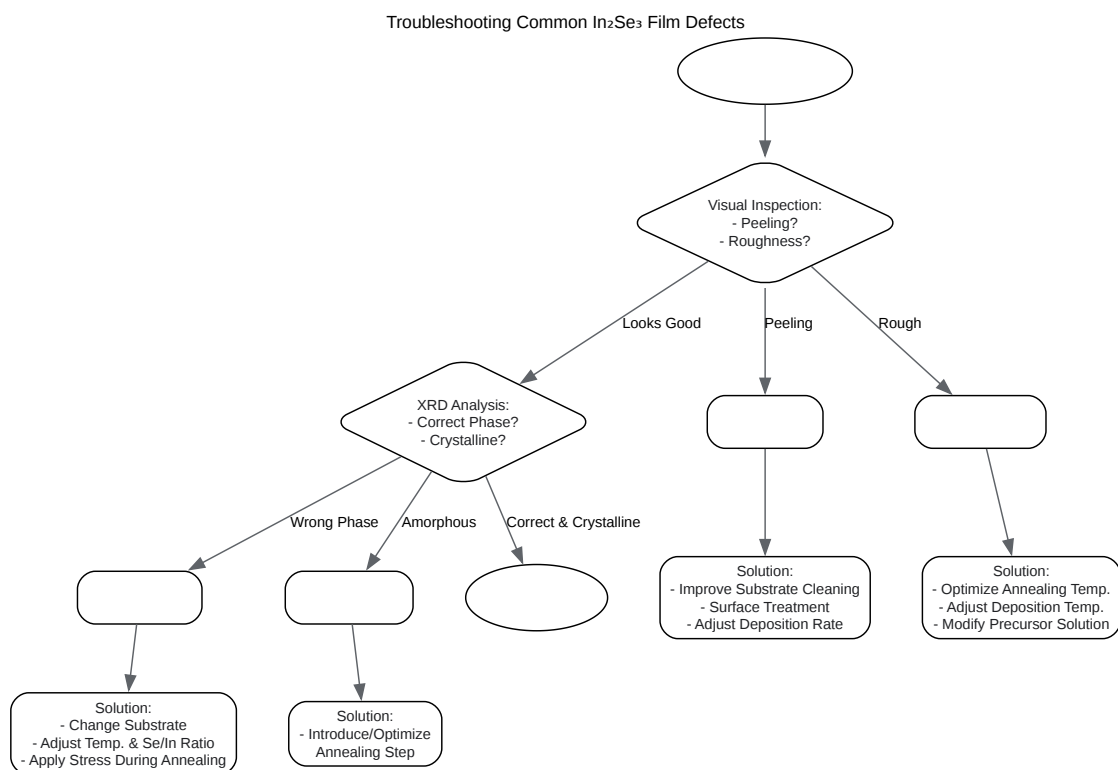 Troubleshooting Common In₂Se₃ Film Defects
Visual Inspection:
- Peeling?
- Roughness?
Looks Good
Peeling
Rough
XRD Analysis:
- Correct Phase?
- Crystalline?
Wrong Phase
Amorphous
Correct & Crystalline
Solution:
- Improve Substrate Cleaning
- Surface Treatment
- Adjust Deposition Rate
Solution:
- Optimize Annealing Temp.
- Adjust Deposition Temp.
- Modify Precursor Solution
Solution:
- Change Substrate
- Adjust Temp. & Se/In Ratio
- Apply Stress During Annealing
Solution:
- Introduce/Optimize
Annealing Step